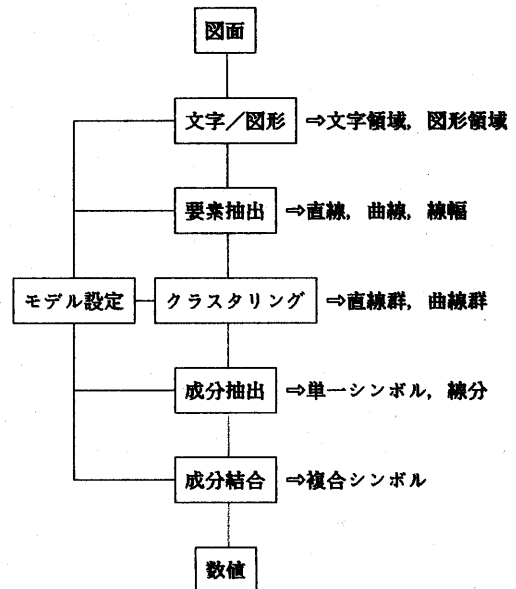 図面
文字／図形 ⇒文字領域，図形領域
要素抽出 ⇒直線，曲線，線幅
モデル設定 クラスタリング ⇒直線群，曲線群
成分抽出 ⇒単一シンボル，線分
成分結合 ⇒複合シンボル
数値